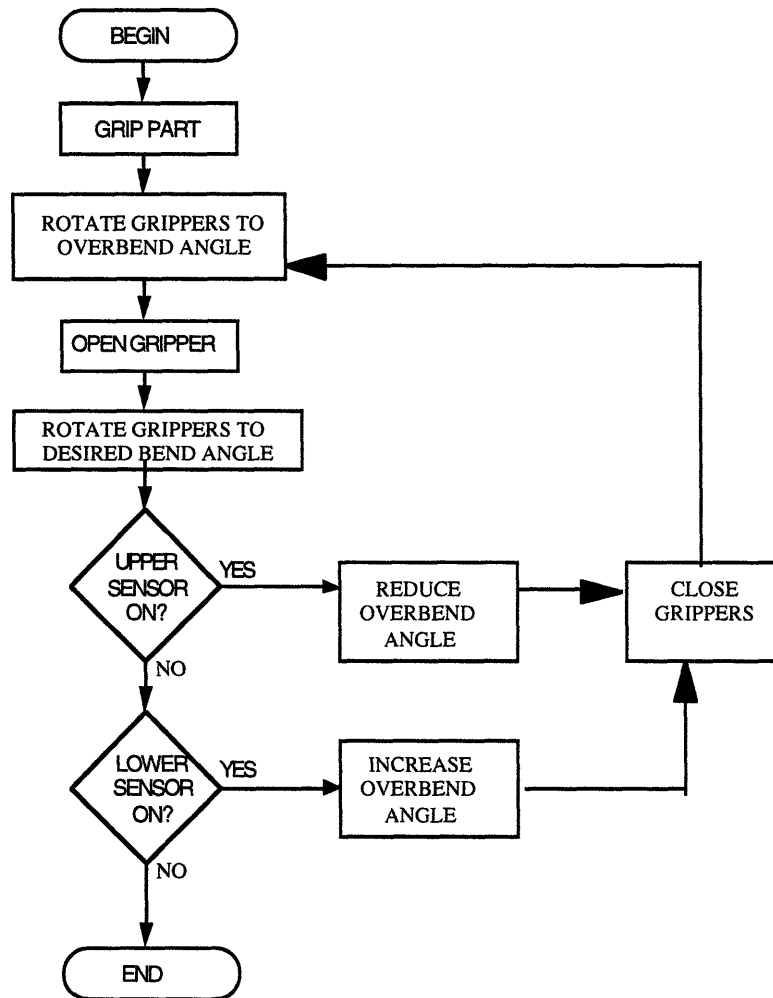 BEGIN
GRIP PART
ROTATE GRIPPERS TO
OVERBEND ANGLE
OPEN GRIPPER
ROTATE GRIPPERS TO
DESIRED BEND ANGLE
UPPER
SENSOR
ON?
YES
REDUCE
OVERBEND
ANGLE
CLOSE
GRIPPERS
NO
LOWER
SENSOR
ON?
YES
INCREASE
OVERBEND
ANGLE
NO
END